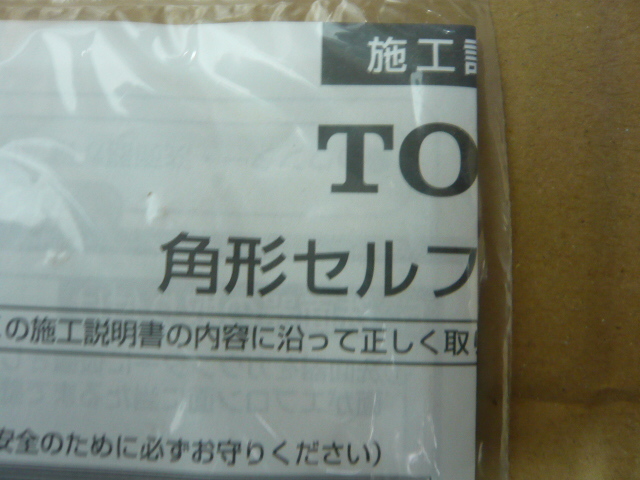 施工
TO
角形セルフ
の施工説明書の内容に沿って正しく取
安全のために必ずお守りください)